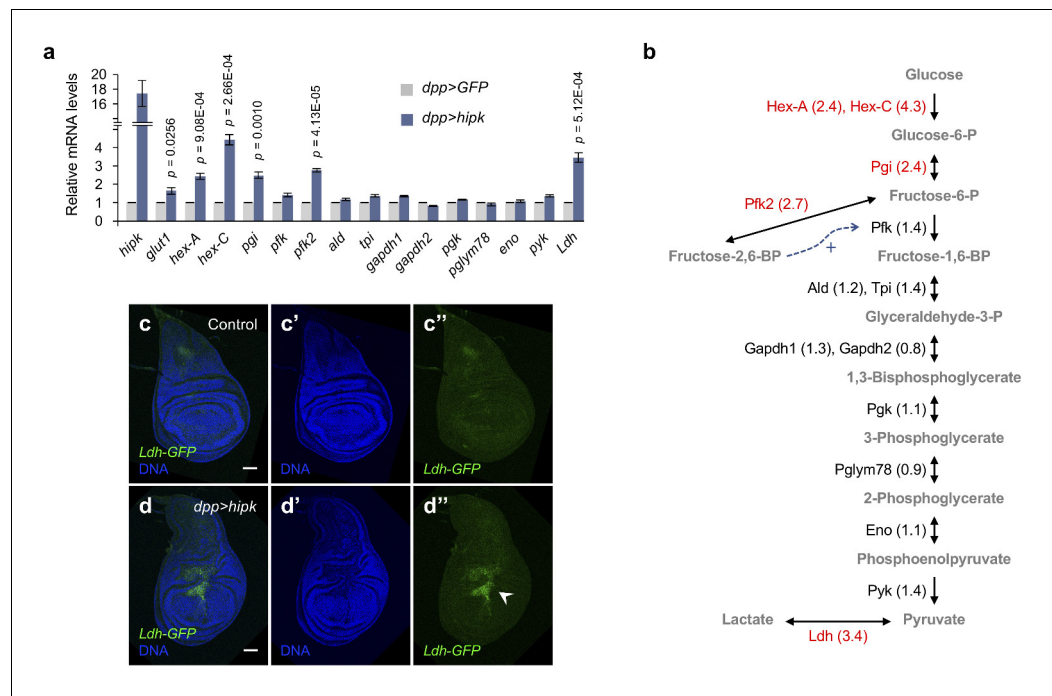 a
Relative mRNA levels
20
18
16
4
3
2
1
0
dpp>GFP
dpp>hipk
p = 0.0256
p = 9.08E-04
p = 2.66E-04
p = 0.0010
p = 4.13E-05
p = 5.12E-04
hipk
glut1
hex-A
hex-C
pgi
pfk
pfk2
ald
tpi
gapdh1
gapdh2
pgk
pglym78
eno
pyk
Ldh
b
Glucose
Hex-A (2.4), Hex-C (4.3)
Glucose-6-P
Pgi (2.4)
Fructose-6-P
Pfk2 (2.7)
Pfk (1.4)
+
Fructose-2,6-BP
Fructose-1,6-BP
Ald (1.2), Tpi (1.4)
Glyceraldehyde-3-P
Gapdh1 (1.3), Gapdh2 (0.8)
1,3-Bisphosphoglycerate
Pgk (1.1)
3-Phosphoglycerate
Pglym78 (0.9)
2-Phosphoglycerate
Eno (1.1)
Phosphoenolpyruvate
Pyk (1.4)
Lactate
Pyruvate
Ldh (3.4)
c
Control
Ldh-GFP
DNA
c'
DNA
c''
Ldh-GFP
d
dpp>hipk
Ldh-GFP
DNA
d'
DNA
d''
Ldh-GFP